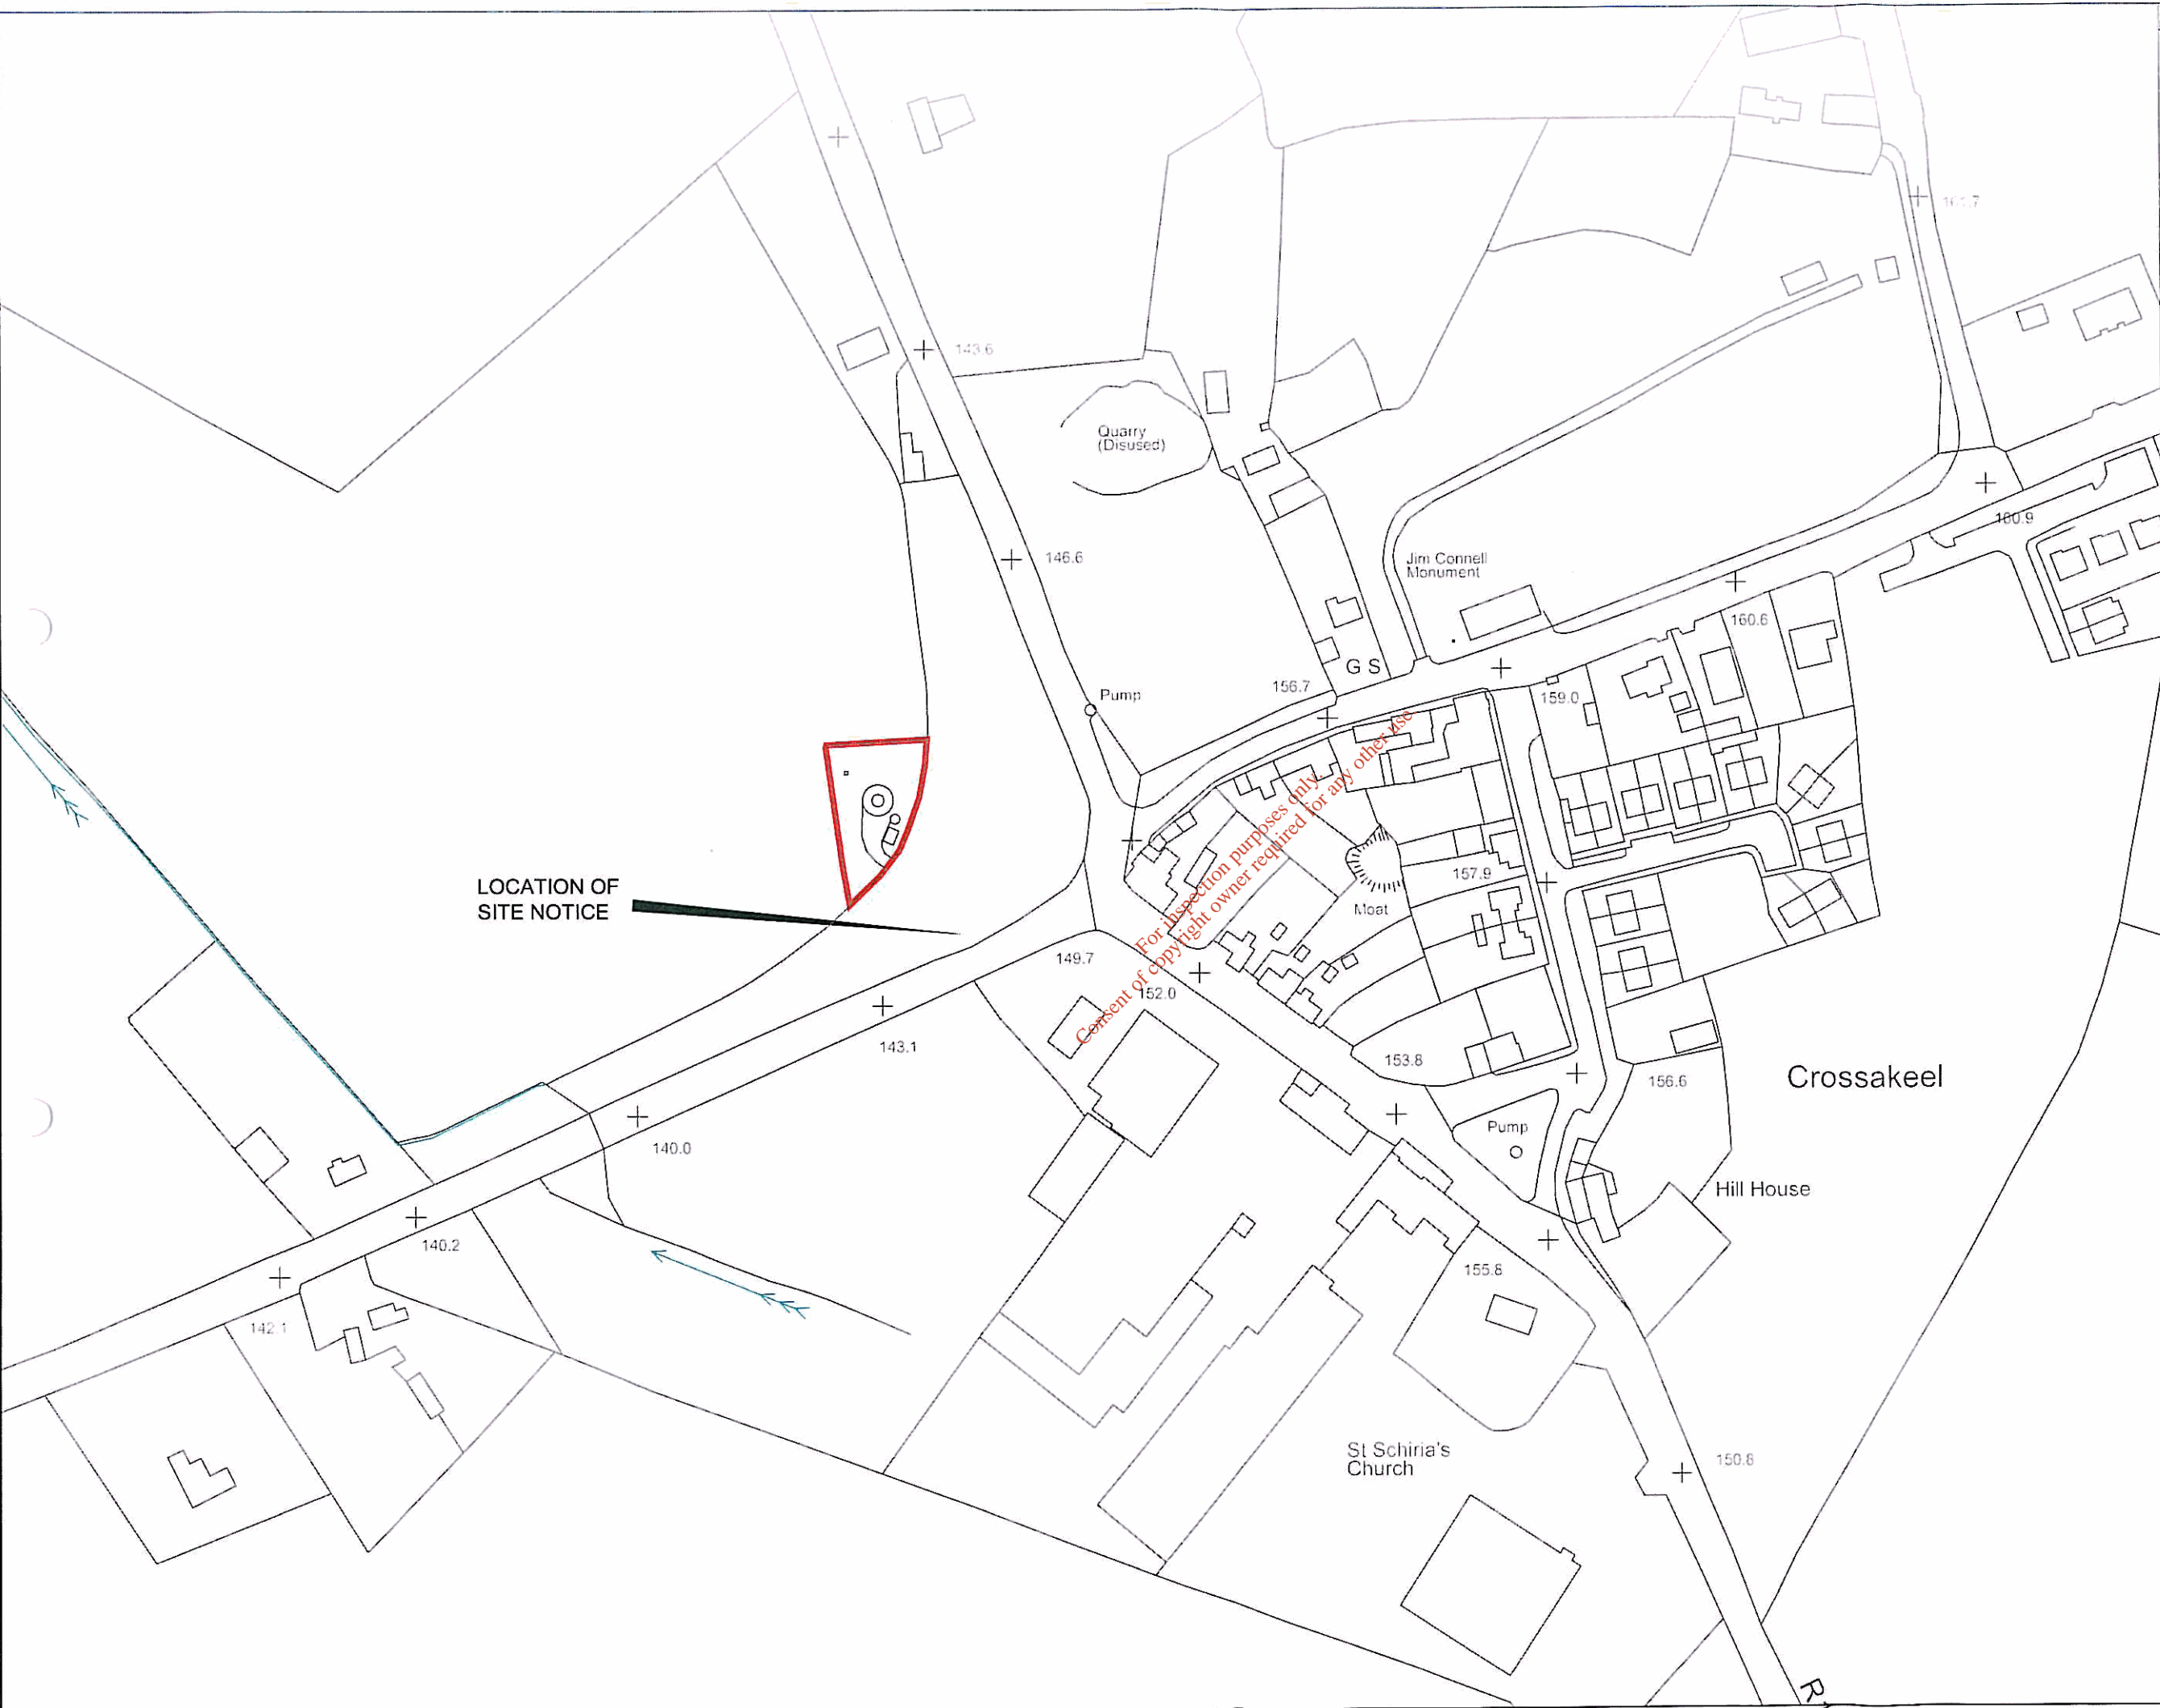 161.7
143.6
Quarry
(Disused)
180.9
146.6
Jim Connell
Monument
160.6
G S
156.7
159.0
Pump
For inspection purposes only.
Consent of copyright owner required for any other use
157.9
LOCATION OF
SITE NOTICE
Moat
149.7
152.0
143.1
153.8
156.6
Crossakeel
140.0
Pump
Hill House
140.2
155.8
142.1
St Schiria's
Church
150.8